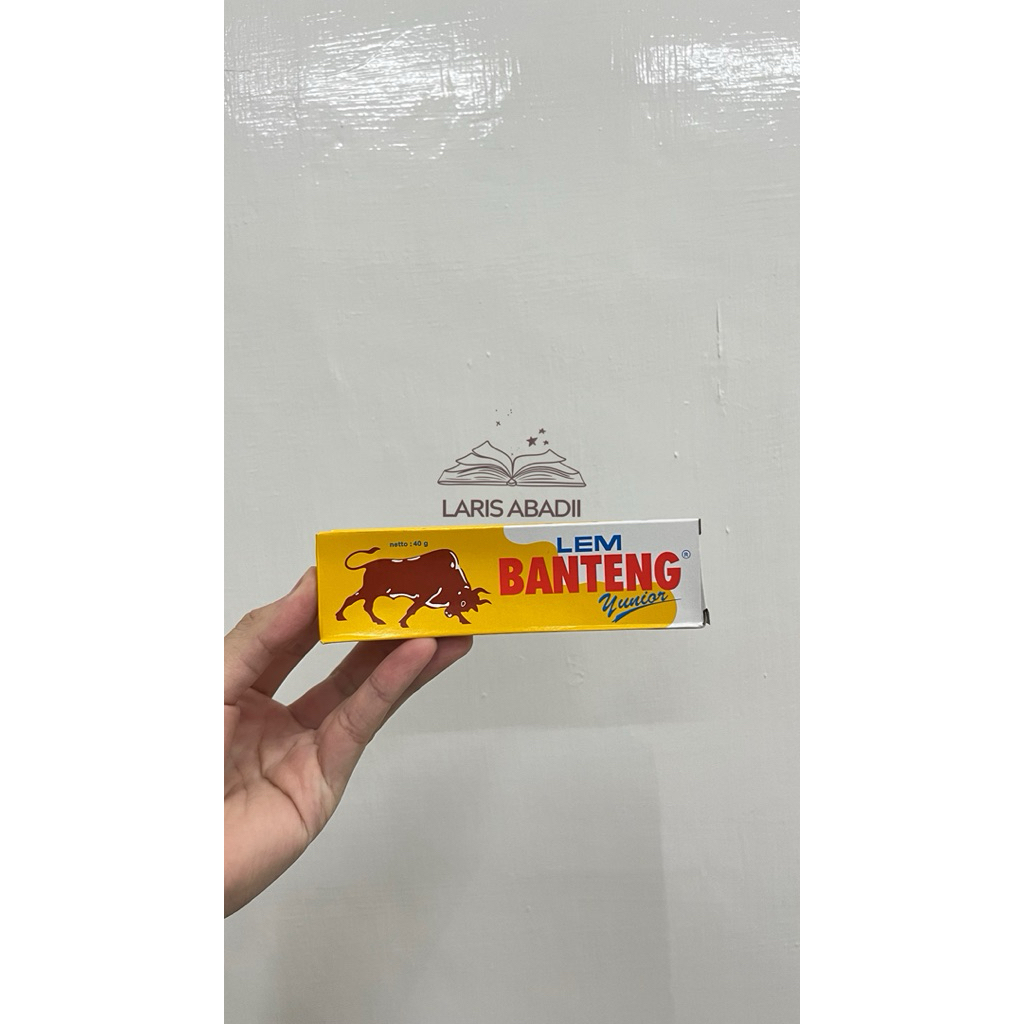 LARIS ABADII
netto : 40 g
LEM
BANTENG®
Yunior